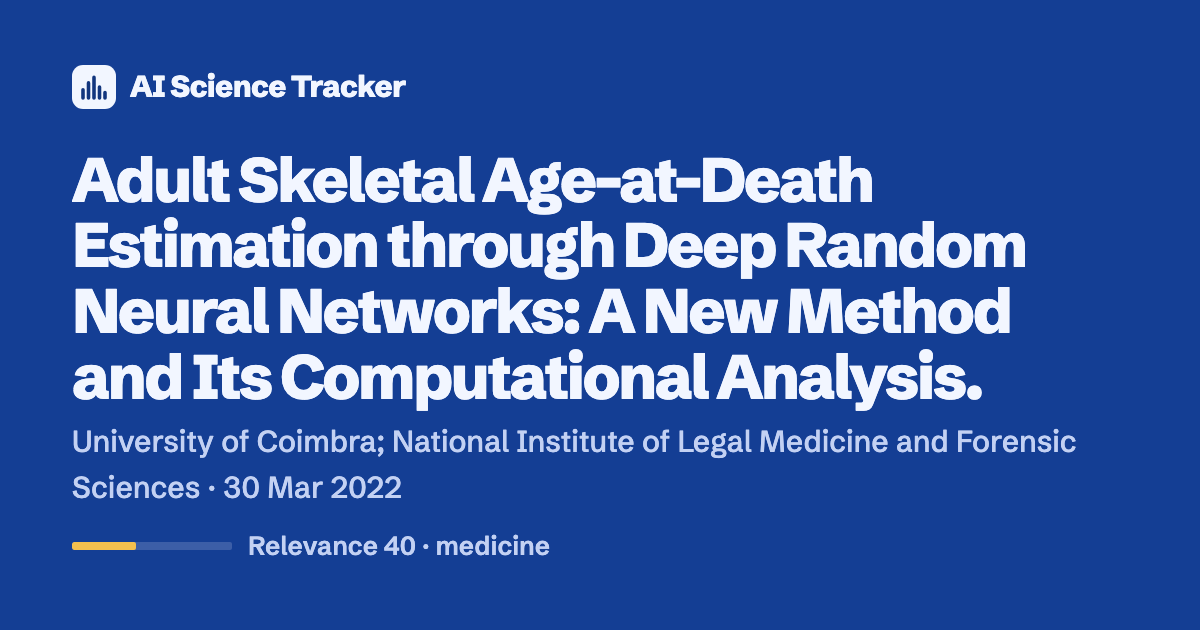 AI Science Tracker
Adult Skeletal Age-at-Death
Estimation through Deep Random
Neural Networks: A New Method
and Its Computational Analysis.
University of Coimbra; National Institute of Legal Medicine and Forensic
Sciences · 30 Mar 2022
Relevance 40 · medicine